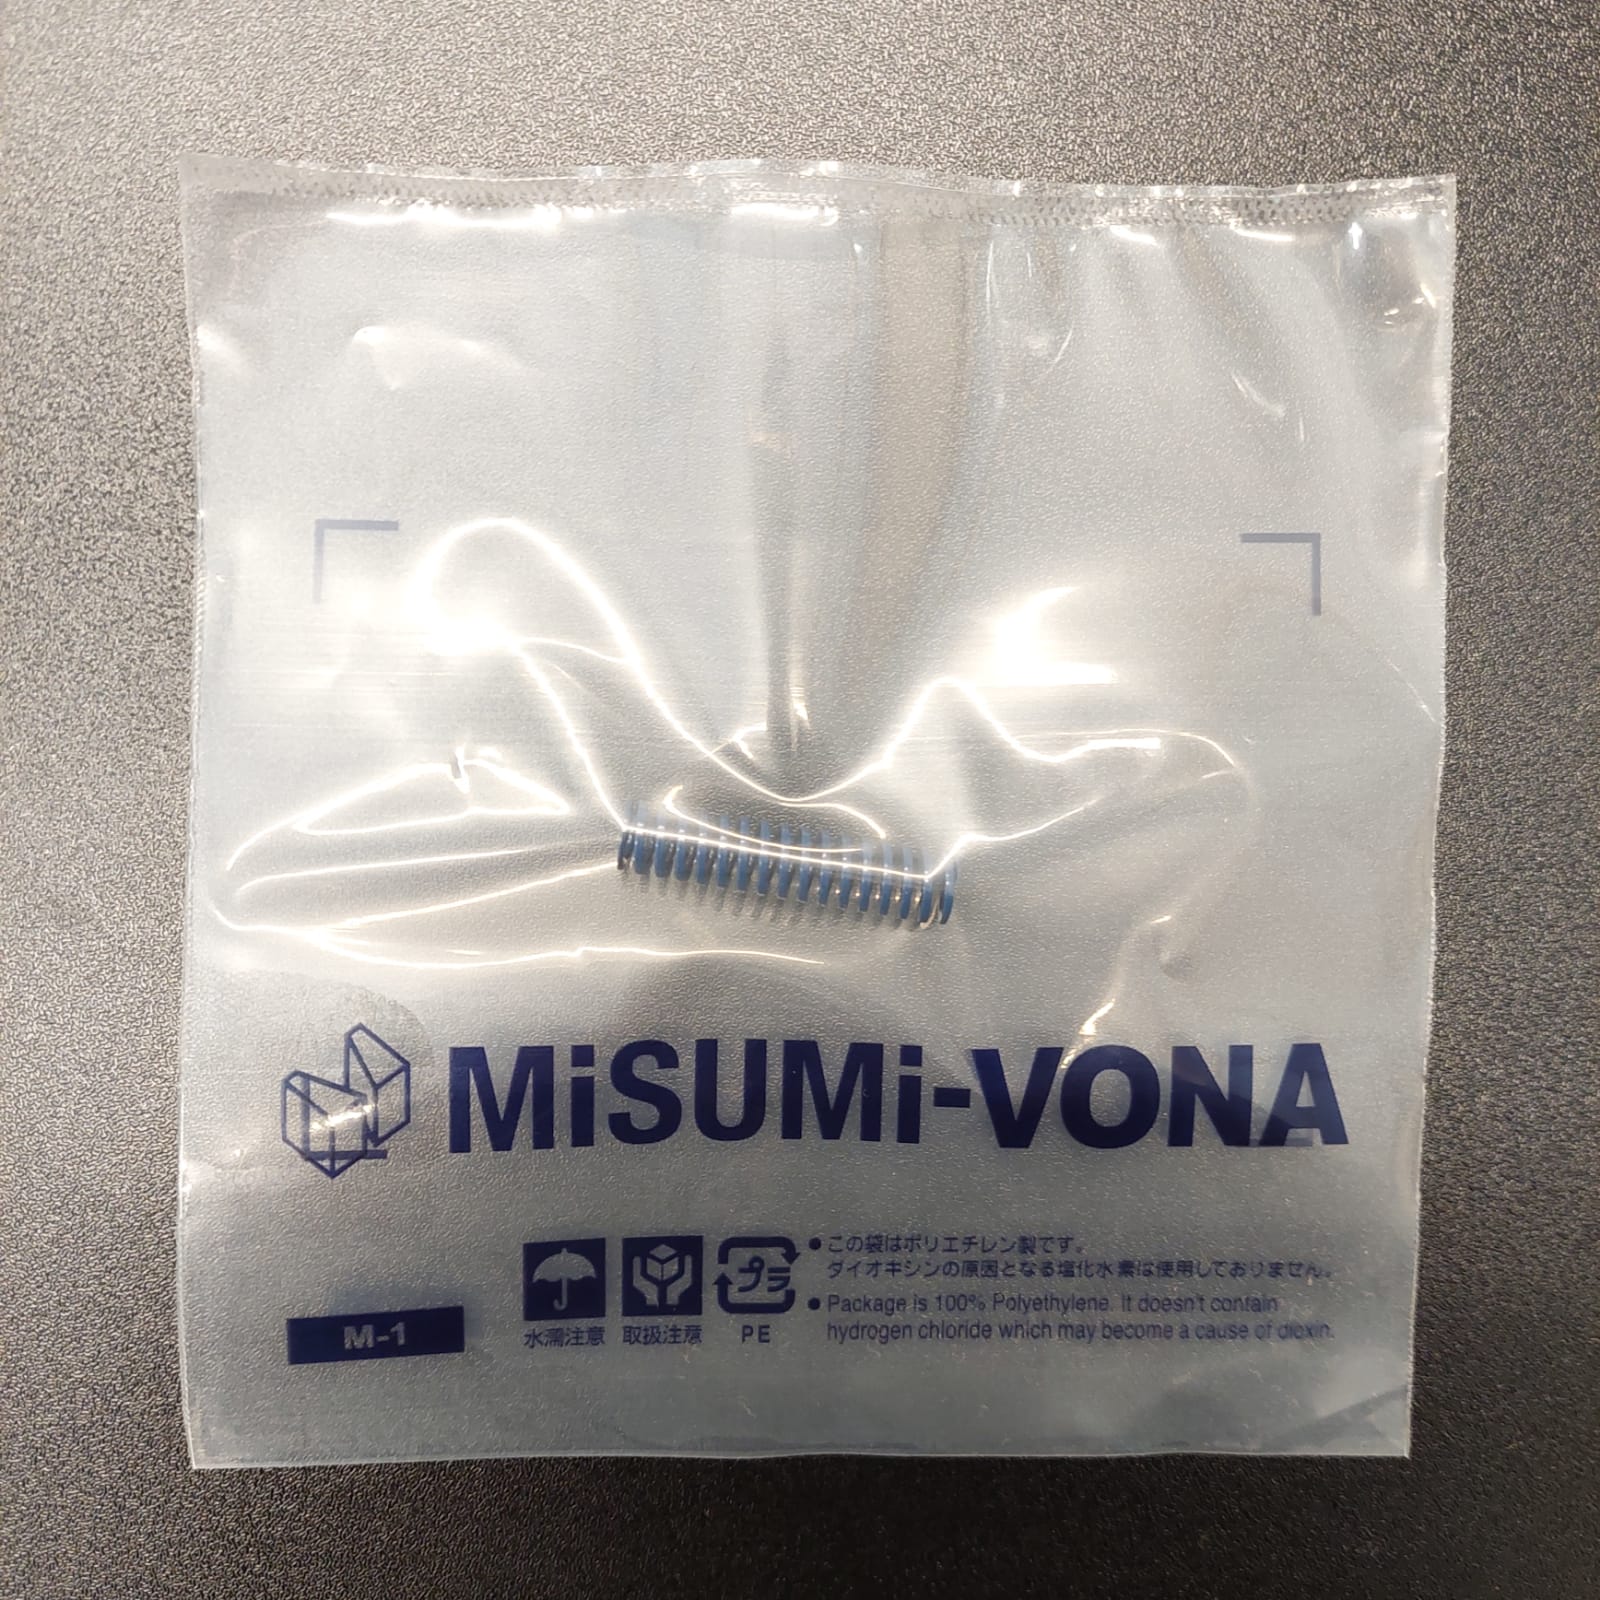 MiSUMi-VONA
M-1
水濡注意
取扱注意
プラ
PE
●この袋はポリエチレン製です。
ダイオキシンの原因となる塩化水素は使用しておりません。
●Package is 100% Polyethylene. It doesn't contain
hydrogen chloride which may become a cause of dioxin.